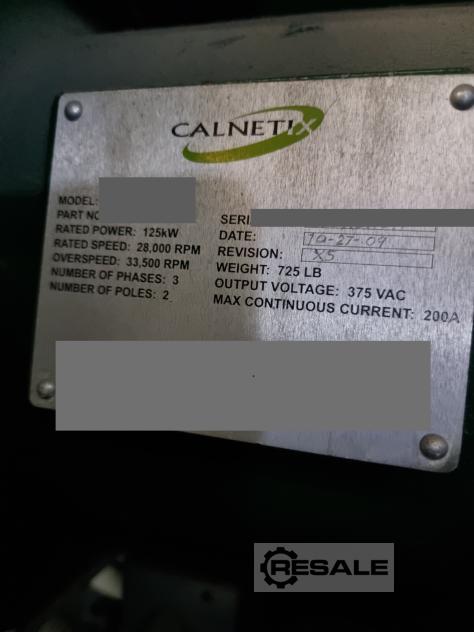 CALNETIX
MODEL:
PART NO
RATED POWER: 125kW
RATED SPEED: 28,000 RPM
OVERSPEED: 33,500 RPM
NUMBER OF PHASES: 3
NUMBER OF POLES: 2
SERI
DATE: 10-27-09
REVISION: X5
WEIGHT: 725 LB
OUTPUT VOLTAGE: 375 VAC
MAX CONTINUOUS CURRENT: 200A
RESALE